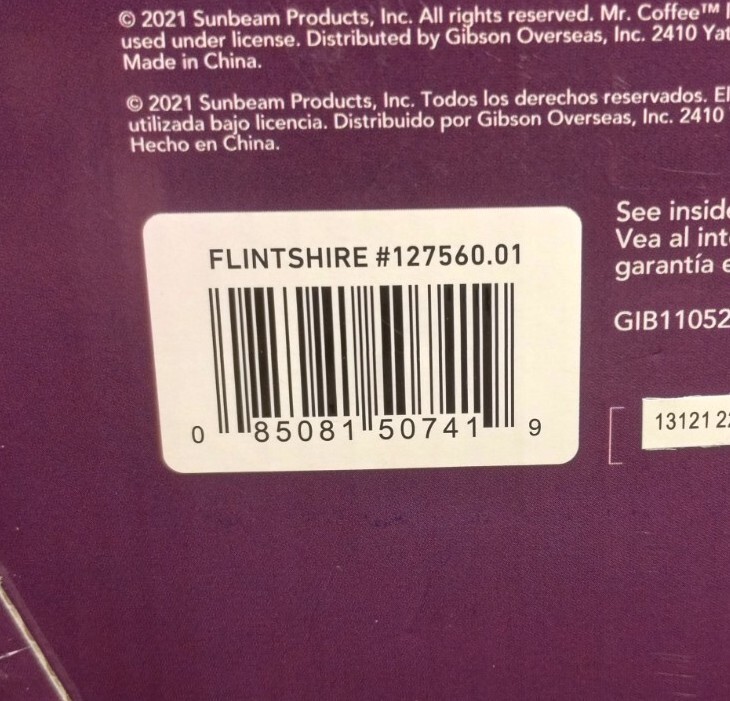 © 2021 Sunbeam Products, Inc. All rights reserved. Mr. Coffee™
used under license. Distributed by Gibson Overseas, Inc. 2410
Made in China.
© 2021 Sunbeam Products, Inc. Todos los derechos reservados. El
utilizada bajo licencia. Distribuido por Gibson Overseas, Inc. 2410
Hecho en China.
See inside
Vea al
garantía
GIB11052
FLINTSHIRE #127560.01
0 85081 50741 9
13121